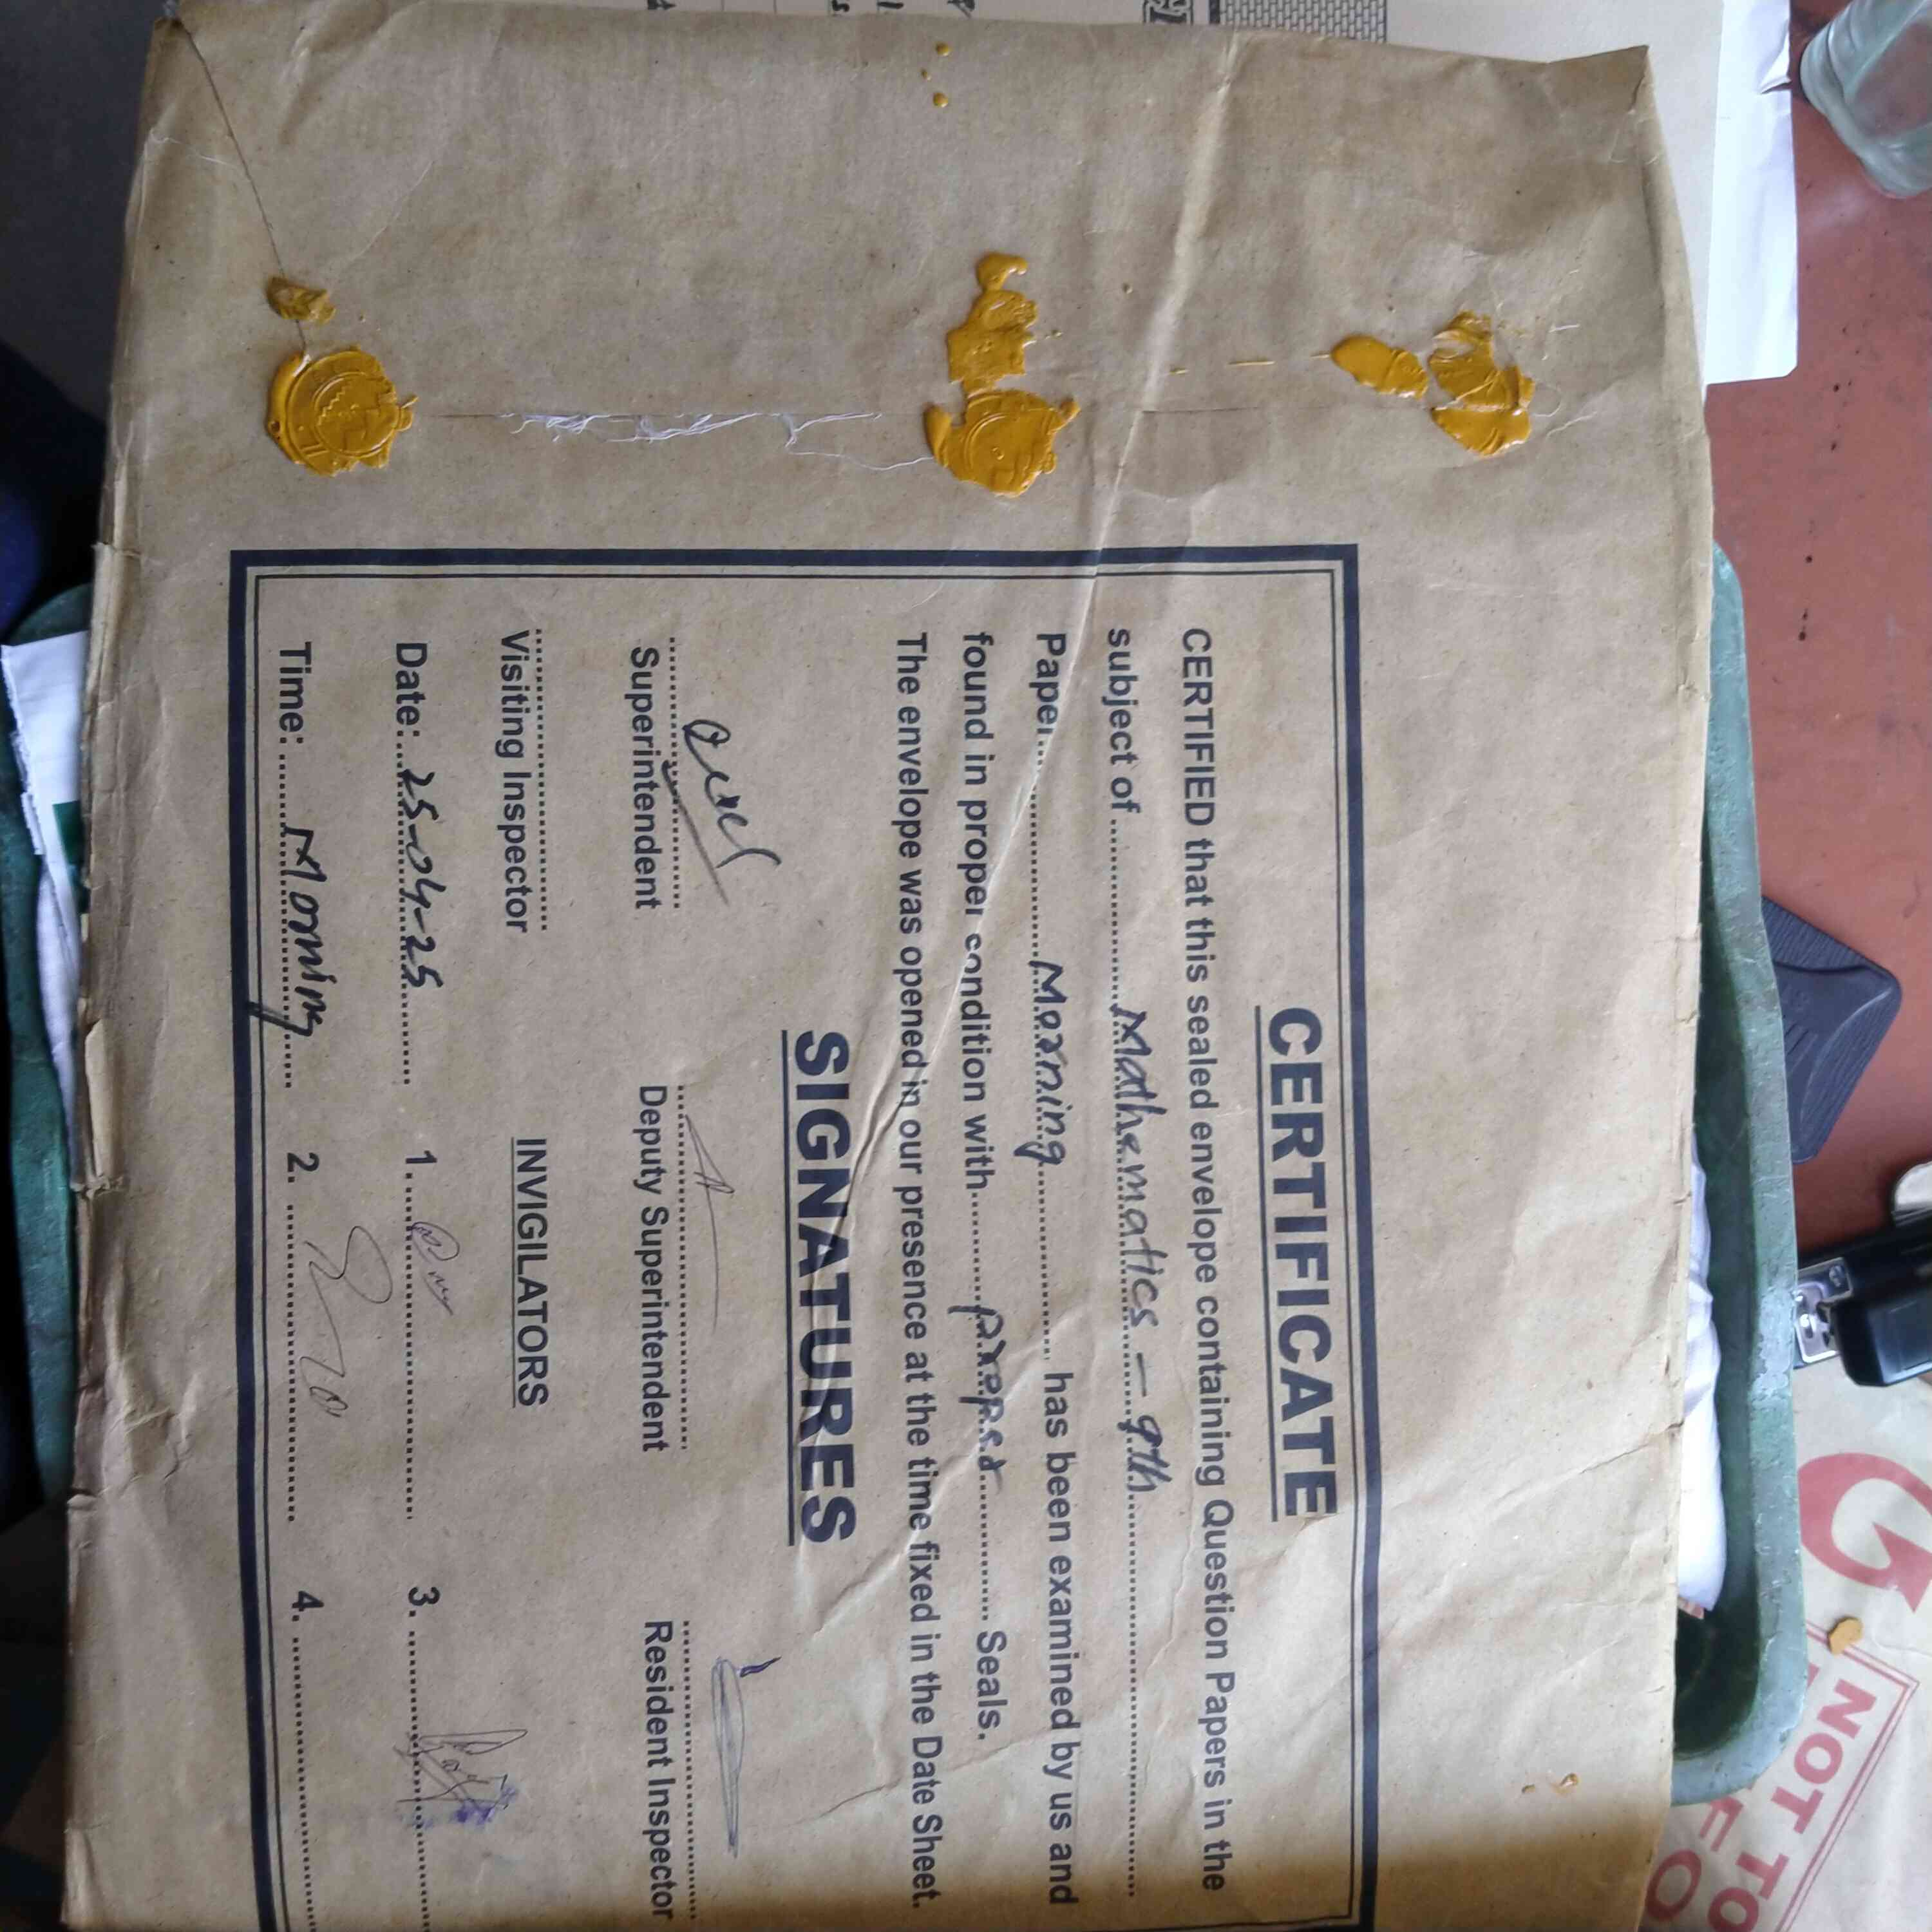 CERTIFICATE
CERTIFIED that this sealed envelope containing Question Papers in the
subject of Mathematics - 9th
Paper Morning has been examined by us and
found in proper condition with Seals.
The envelope was opened in our presence at the time fixed in the Date Sheet.
SIGNATURES
Superintendent Deputy Superintendent Resident Inspector
Visiting Inspector INVIGILATORS
Date: 25-04-25 1. 3.
Time: Morning 2. 4.
NOT TO